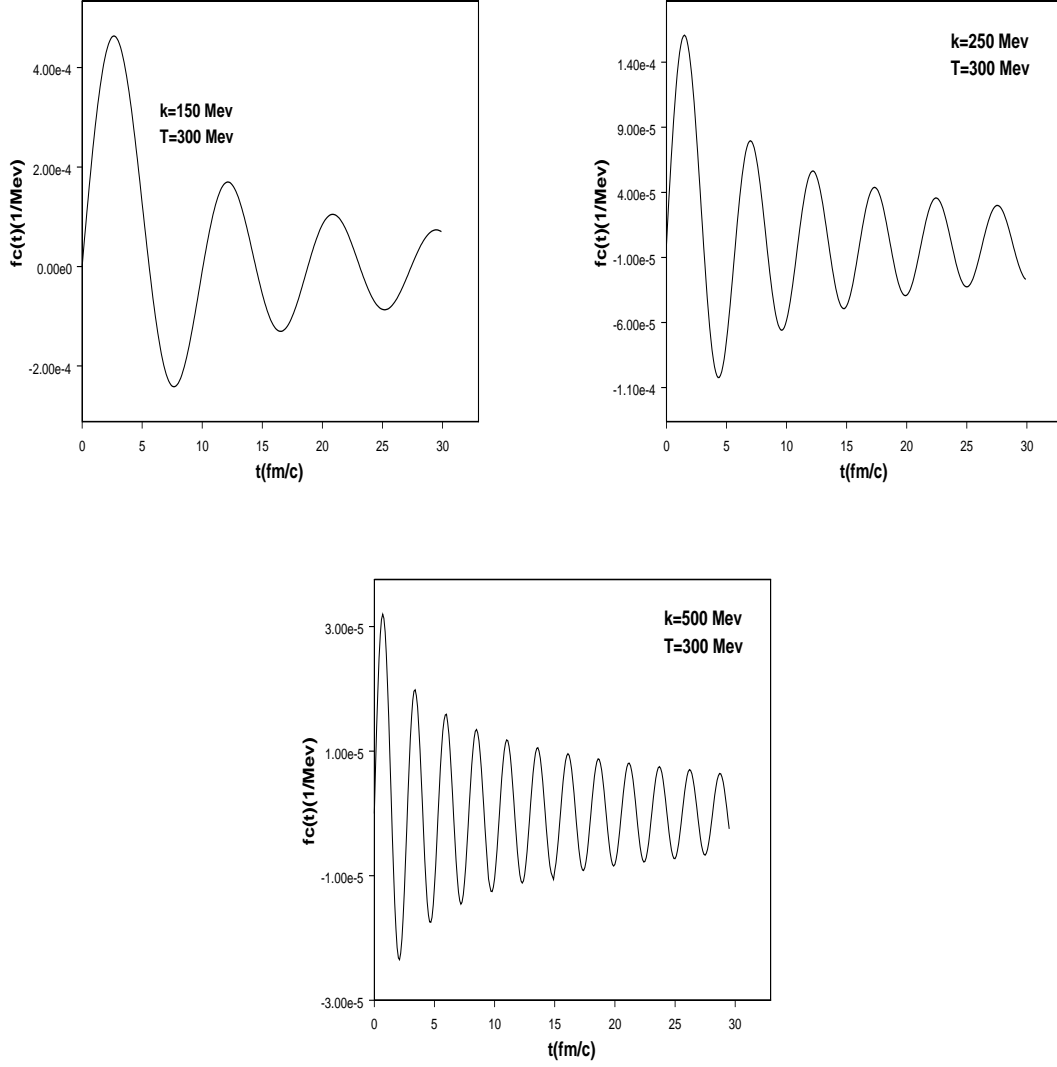 fc(t)(1/Mev)
4.00e-4
2.00e-4
0.00e0
-2.00e-4
k=150 Mev
T=300 Mev
0 5 10 15 20 25 30
t(fm/c)
fc(t)(1/Mev)
1.40e-4
9.00e-5
4.00e-5
-1.00e-5
-6.00e-5
-1.10e-4
k=250 Mev
T=300 Mev
0 5 10 15 20 25 30
t(fm/c)
fc(t)(1/Mev)
3.00e-5
1.00e-5
-1.00e-5
-3.00e-5
k=500 Mev
T=300 Mev
0 5 10 15 20 25 30
t(fm/c)